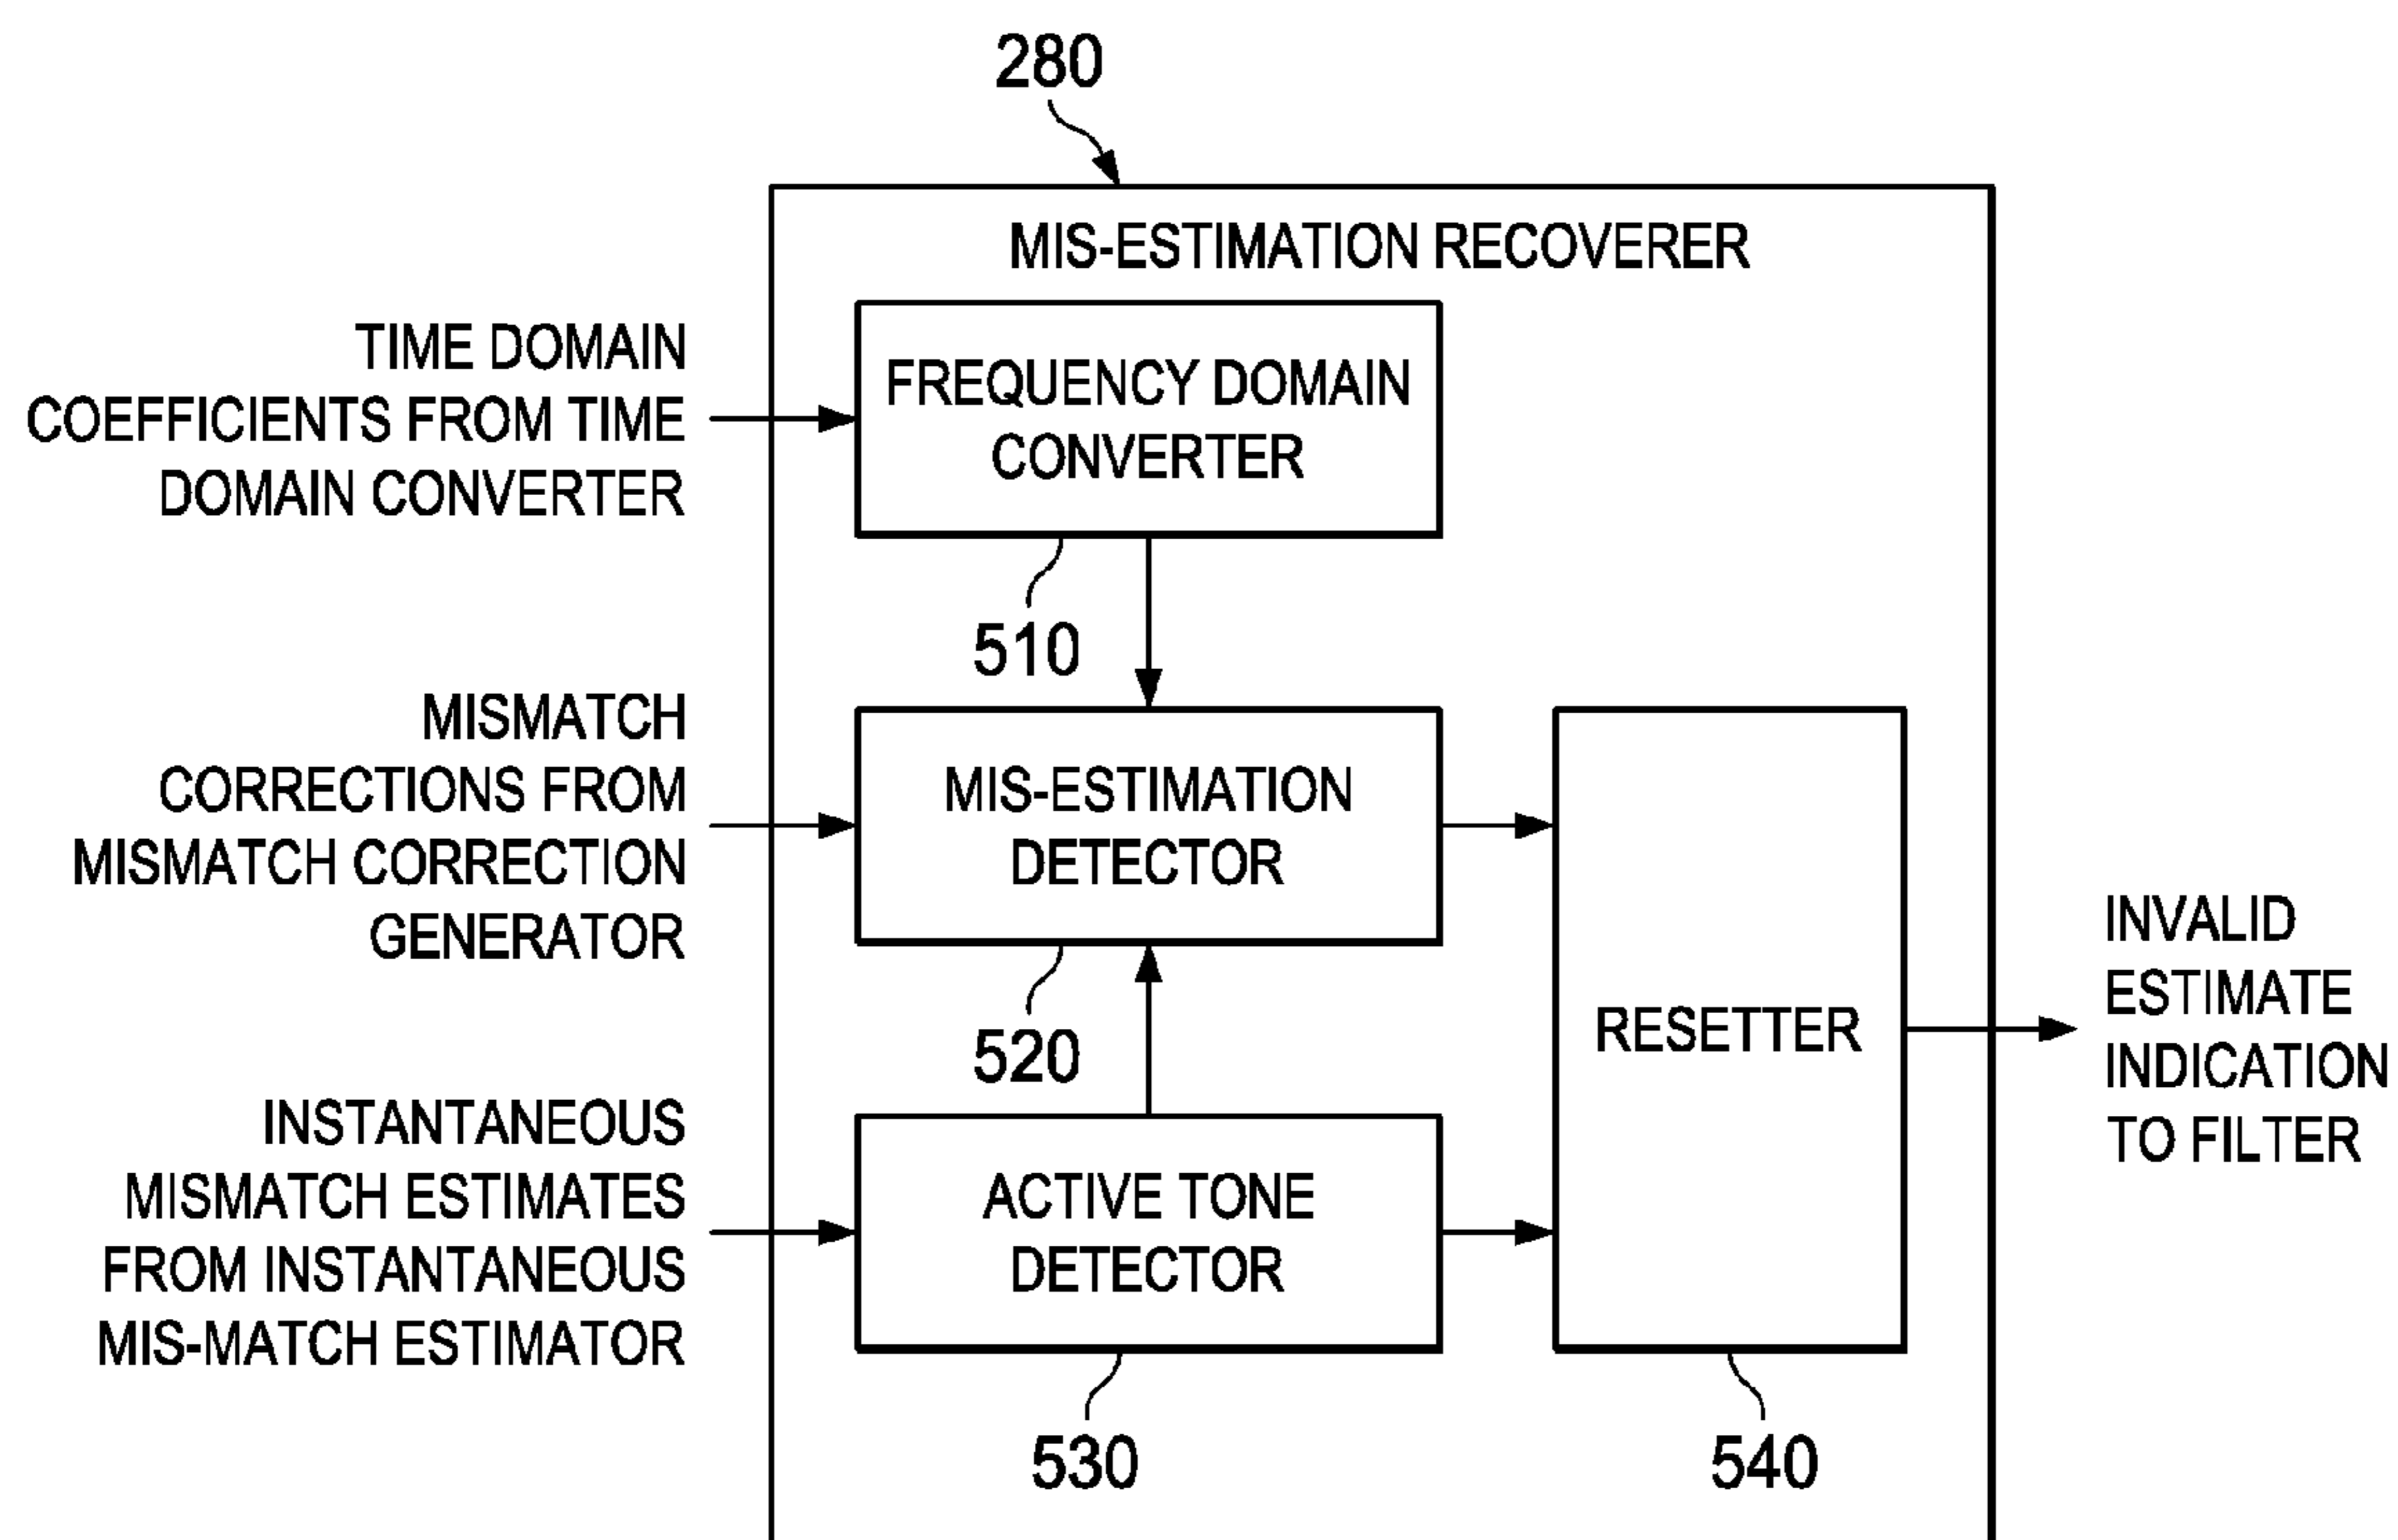 280
MIS-ESTIMATION RECOVERER
TIME DOMAIN
COEFFICIENTS FROM TIME
DOMAIN CONVERTER
FREQUENCY DOMAIN
CONVERTER
510
MISMATCH
CORRECTIONS FROM
MISMATCH CORRECTION
GENERATOR
MIS-ESTIMATION
DETECTOR
520
INSTANTANEOUS
MISMATCH ESTIMATES
FROM INSTANTANEOUS
MIS-MATCH ESTIMATOR
ACTIVE TONE
DETECTOR
530
RESETTER
540
INVALID
ESTIMATE
INDICATION
TO FILTER